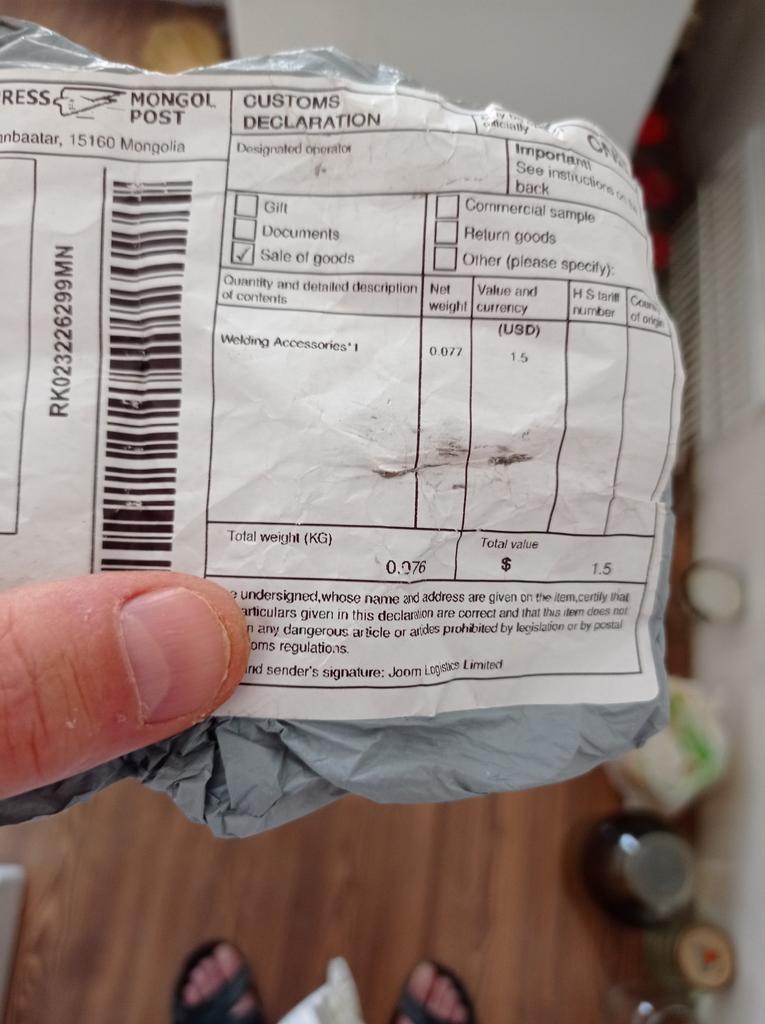 RESS MONGOL
POST
nbaatar, 15160 Mongolia
RK023226299MN
CUSTOMS
DECLARATION
Designated operator
Important!
See instructions on
back
Gift
Documents
Sale of goods
Commercial sample
Return goods
Other (please specify):
Quantity and detailed description
of contents
Net
weight
Value and
currency
H S tariff
number
of origin
(USD)
Welding Accessories*1
0.077
1.5
Total weight (KG)
0.076
Total value
$
1.5
undersigned,whose name and address are given on the item,certify that
articulars given in this declaration are correct and that this item does not
n any dangerous article or articles prohibited by legislation or by postal
oms regulations.
nd sender's signature: Joom Logistics Limited